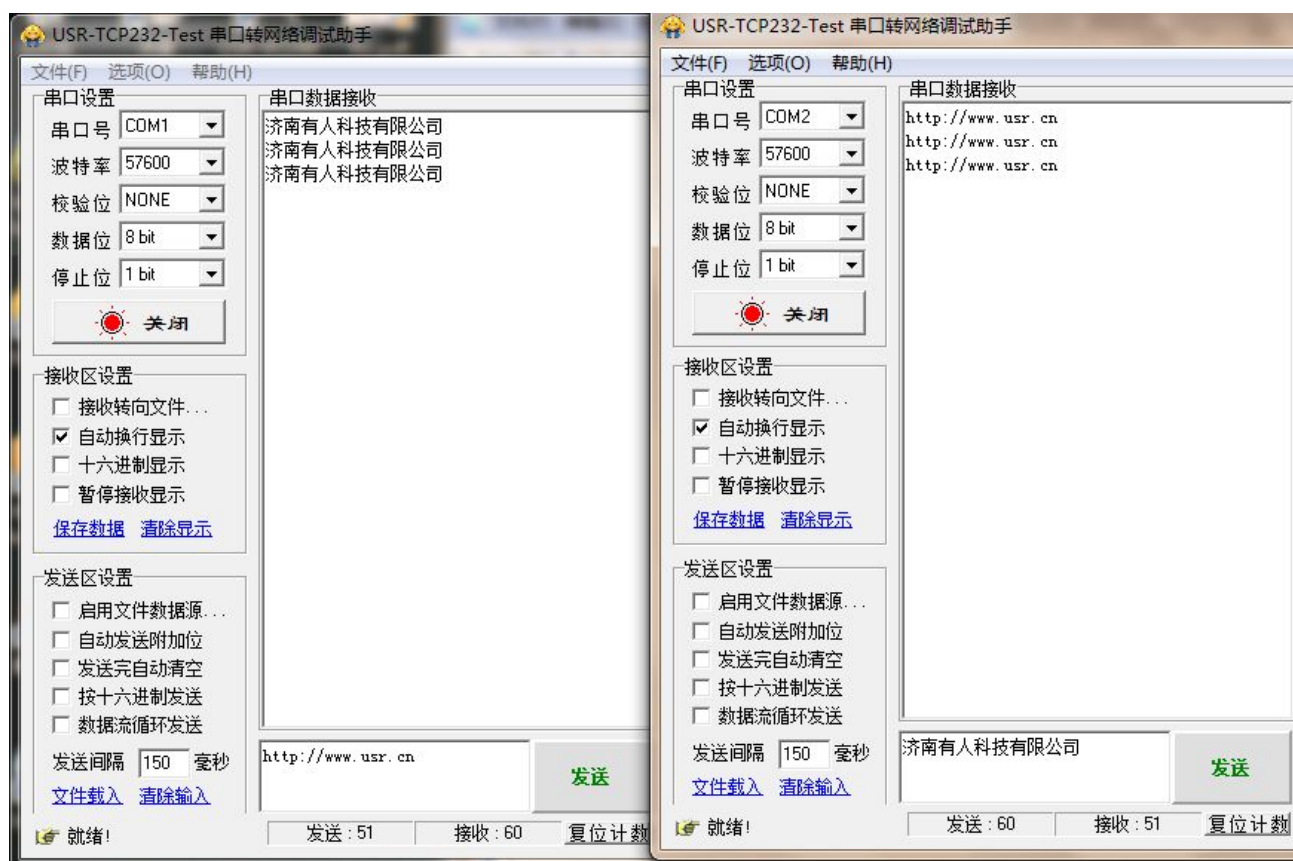 USR-TCP232-Test 串口转网络调试助手
文件(F) 选项(O) 帮助(H)
串口设置
串口号 COM1
波特率 57600
校验位 NONE
数据位 8 bit
停止位 1 bit
关闭
接收区设置
接收转向文件...
自动换行显示
十六进制显示
暂停接收显示
保存数据 清除显示
发送区设置
启用文件数据源...
自动发送附加位
发送完自动清空
按十六进制发送
数据流循环发送
发送间隔 150 毫秒
文件载入 清除输入
串口数据接收
济南有人科技有限公司
济南有人科技有限公司
济南有人科技有限公司
http://www.usr.cn
发送
就绪! 发送:51 接收:60 复位计数
USR-TCP232-Test 串口转网络调试助手
文件(F) 选项(O) 帮助(H)
串口设置
串口号 COM2
波特率 57600
校验位 NONE
数据位 8 bit
停止位 1 bit
关闭
接收区设置
接收转向文件...
自动换行显示
十六进制显示
暂停接收显示
保存数据 清除显示
发送区设置
启用文件数据源...
自动发送附加位
发送完自动清空
按十六进制发送
数据流循环发送
发送间隔 150 毫秒
文件载入 清除输入
串口数据接收
http://www.usr.cn
http://www.usr.cn
http://www.usr.cn
济南有人科技有限公司
发送
就绪! 发送:60 接收:51 复位计数